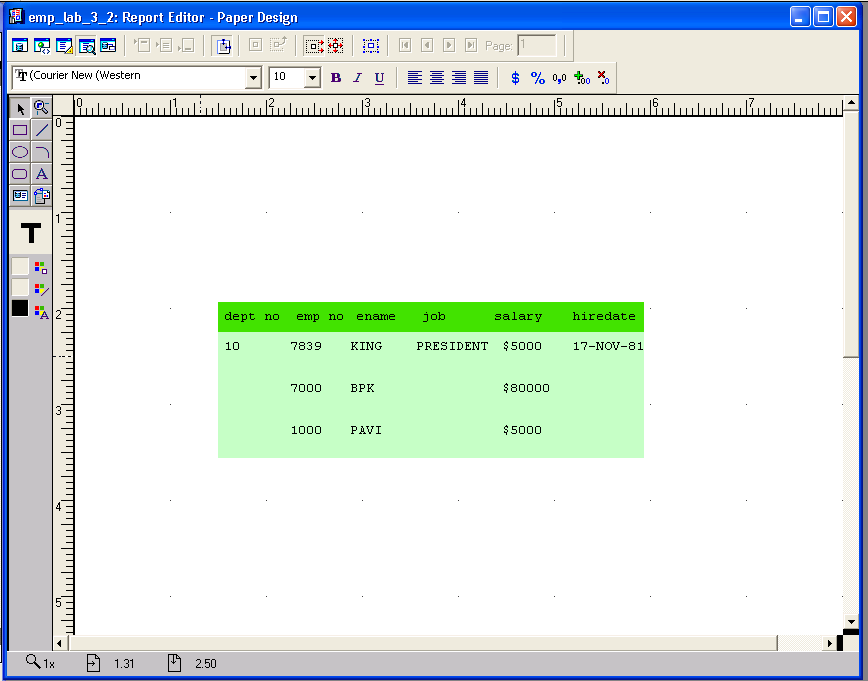 emp_lab_3_2: Report Editor - Paper Design
Page: 1
(Courier New (Western 10 B I U $ % 0,0 .00 .0
0 1 2 3 4 5 6 7
0
1
2
3
4
5
A
T
dept no emp no ename job salary hiredate
10 7839 KING PRESIDENT $5000 17-NOV-81
7000 BPK $80000
1000 PAVI $5000
1x 1.31 2.50